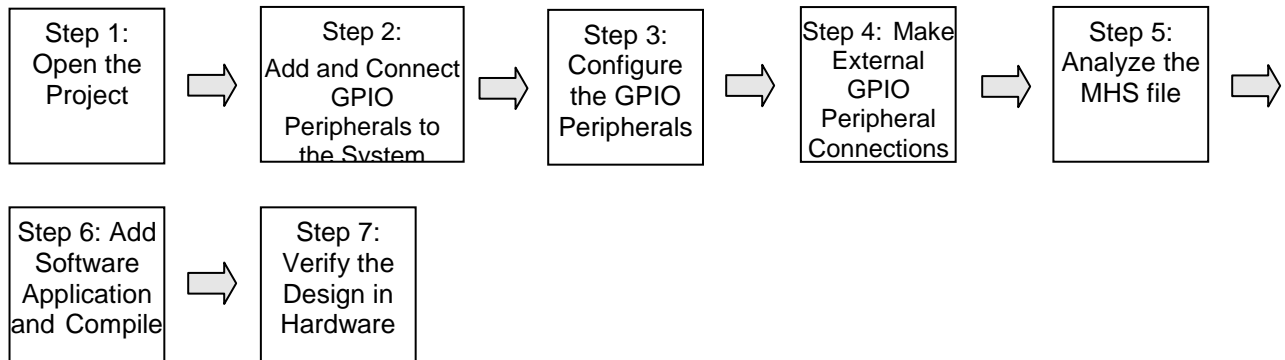 Step 1:
Open the
Project
Step 2:
Add and Connect
GPIO
Peripherals to
the System
Step 3:
Configure
the GPIO
Peripherals
Step 4: Make
External
GPIO
Peripheral
Connections
Step 5:
Analyze the
MHS file
Step 6: Add
Software
Application
and Compile
Step 7:
Verify the
Design in
Hardware